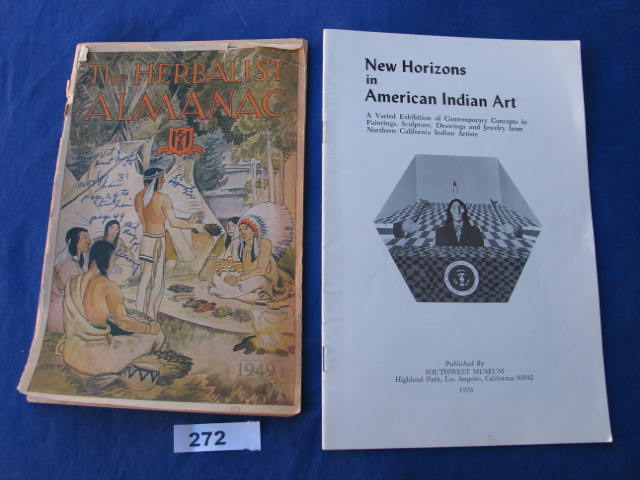 THE HERBALIST
ALMANAC
page 49
1949
272
New Horizons
in
American Indian Art
A Varied Exhibition of Contemporary Concepts in
Paintings, Sculpture, Drawings and Jewelry from
Northern California Indian Artists
Published By
SOUTHWEST MUSEUM
Highland Park, Los Angeles, California 90042
1976